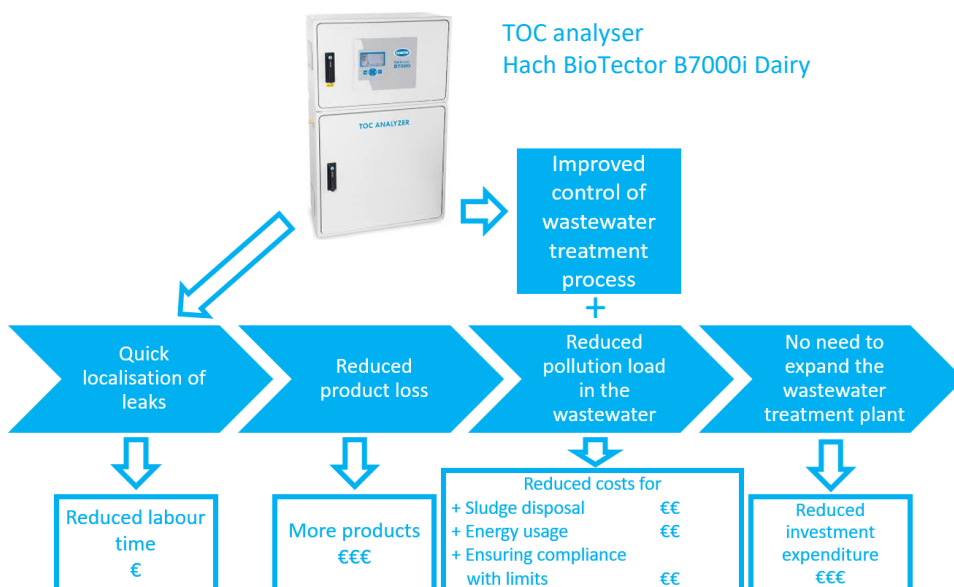 TOC analyser
Hach BioTector B7000i Dairy
TOC ANALYZER
Improved
control of
wastewater
treatment
process
+
Quick
localisation of
leaks
Reduced
product loss
Reduced
pollution load
in the
wastewater
No need to
expand the
wastewater
treatment plant
Reduced labour
time
€
More products
€€€
Reduced costs for
+ Sludge disposal €€
+ Energy usage €€
+ Ensuring compliance
with limits €€
Reduced
investment
expenditure
€€€